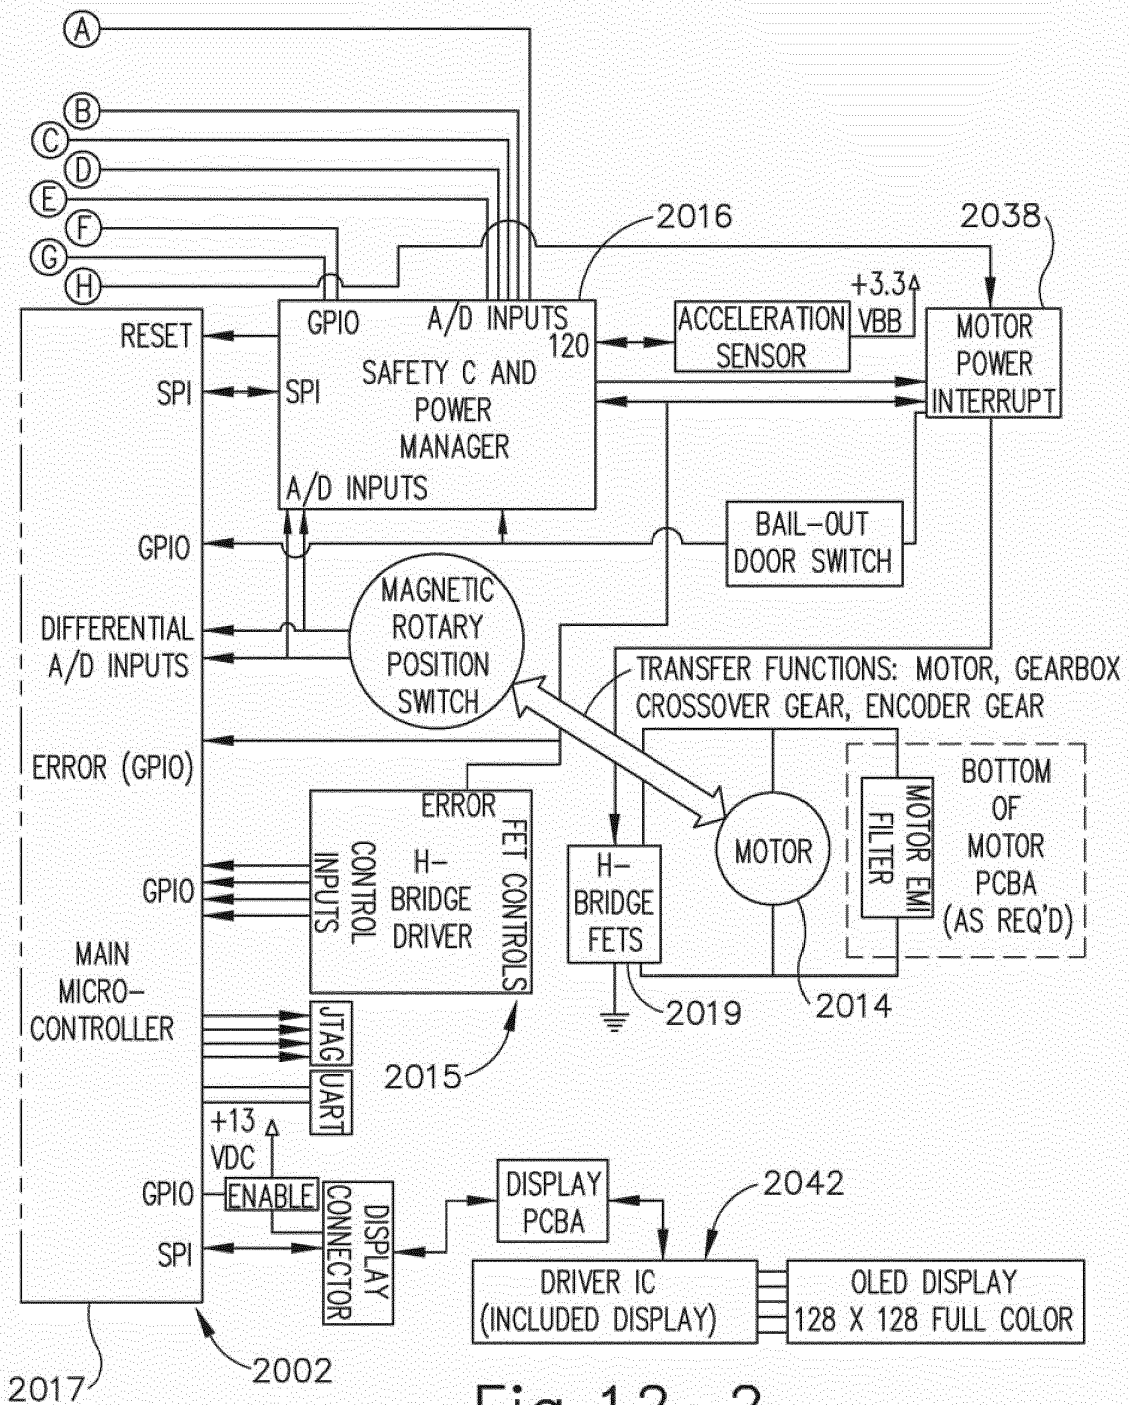 A
B
C
D
E
F
G
H
2016
2038
RESET
SPI
GPIO
A/D INPUTS
120
SPI
SAFETY C AND
POWER
MANAGER
A/D INPUTS
ACCELERATION
SENSOR
+3.3
VBB
MOTOR
POWER
INTERRUPT
BAIL-OUT
DOOR SWITCH
GPIO
DIFFERENTIAL
A/D INPUTS
MAGNETIC
ROTARY
POSITION
SWITCH
TRANSFER FUNCTIONS: MOTOR, GEARBOX
CROSSOVER GEAR, ENCODER GEAR
ERROR (GPIO)
ERROR
CONTROL
INPUTS
H-
BRIDGE
DRIVER
FET CONTROLS
GPIO
H-
BRIDGE
FETS
MOTOR
MOTOR EMI
FILTER
BOTTOM
OF
MOTOR
PCBA
(AS REQ'D)
MAIN
MICRO-
CONTROLLER
2019
2014
2015
JTAG
UART
+13
VDC
GPIO
ENABLE
SPI
DISPLAY
CONNECTOR
DISPLAY
PCBA
2042
DRIVER IC
(INCLUDED DISPLAY)
OLED DISPLAY
128 X 128 FULL COLOR
2017
2002